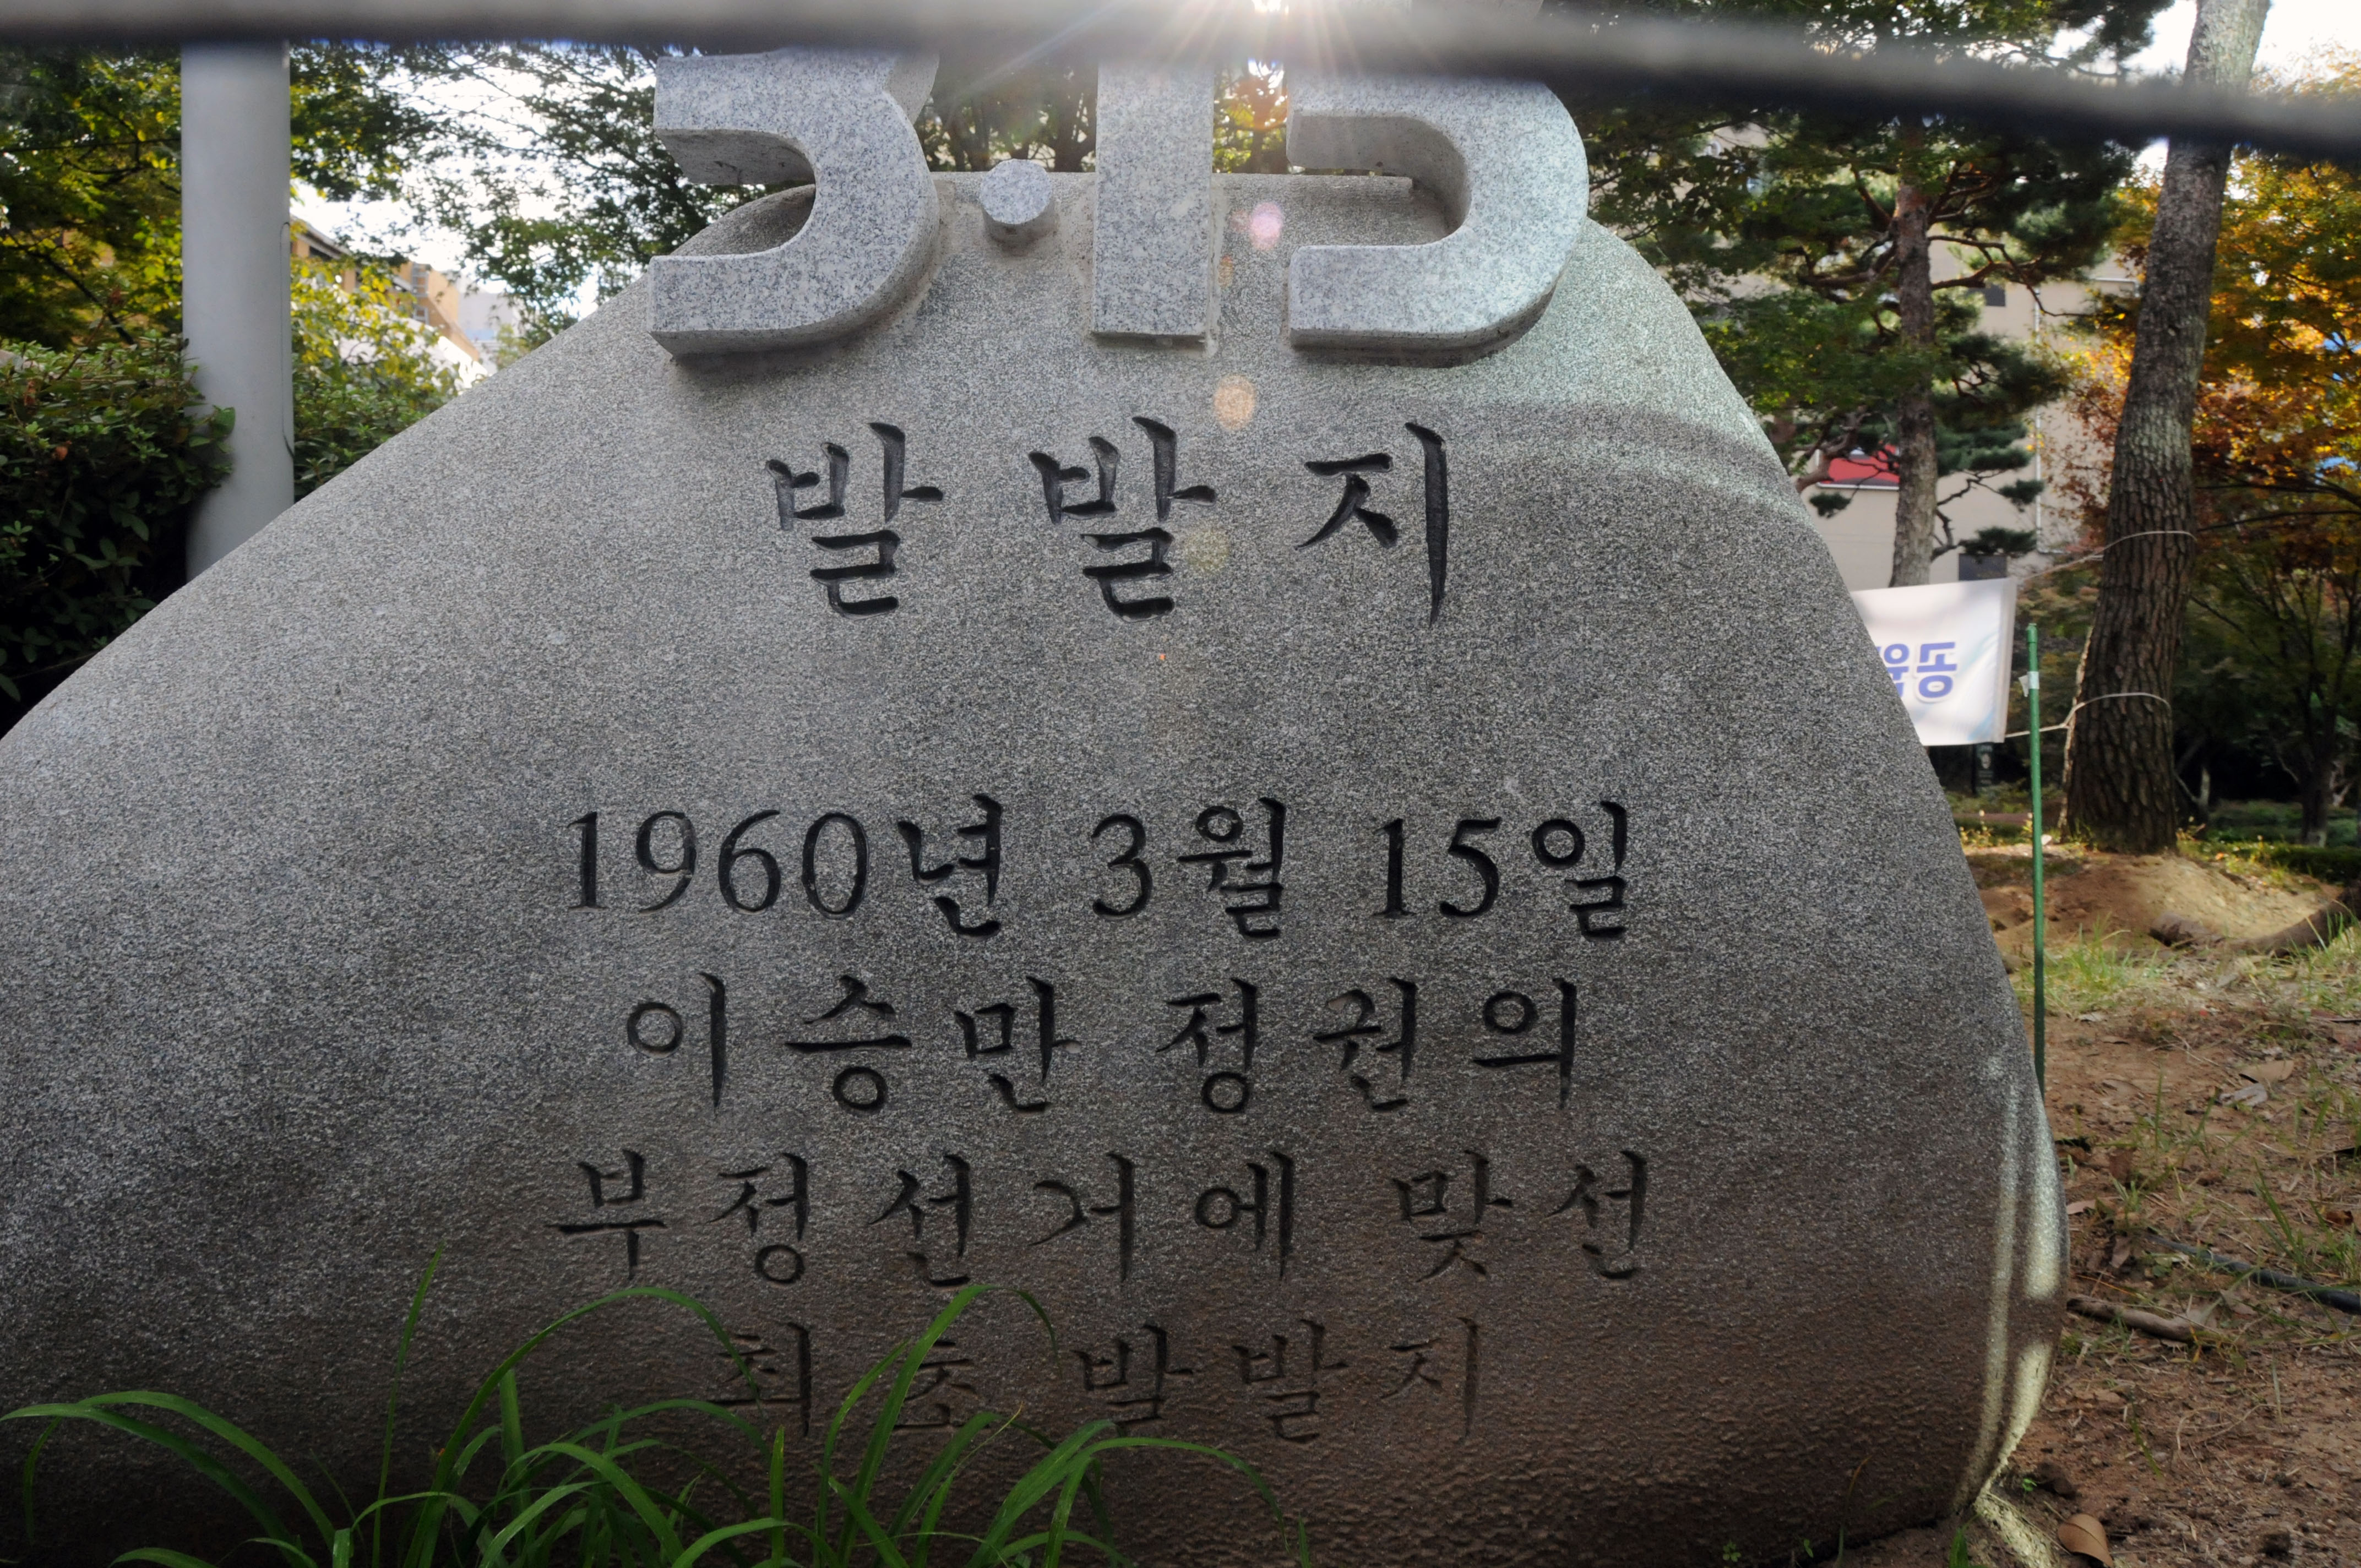 3·15
발발지
1960년 3월 15일
이승만 정권의
부정선거에 맞선
최초 발발지
공